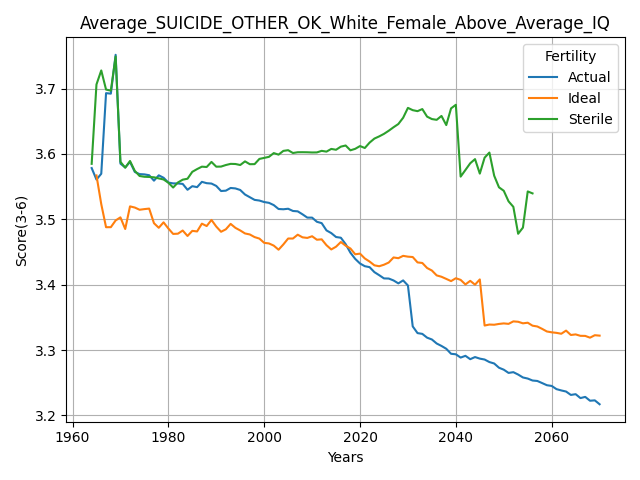 Average_SUICIDE_OTHER_OK_White_Female_Above_Average_IQ
Fertility
Actual
Ideal
Sterile
Score(3-6)
3.7
3.6
3.5
3.4
3.3
3.2
1960 1980 2000 2020 2040 2060
Years